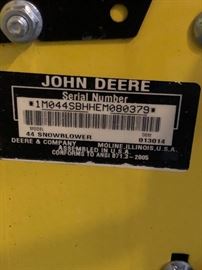 JOHN DEERE
Serial Number
*1M044SBHHEM080379*
MODEL
44 SNOWBLOWER
013014
DEERE & COMPANY MOLINE, ILLINOIS, U.S.A.
ASSEMBLED IN U.S.A.
CONFORMS TO ANSI B71.3-2005